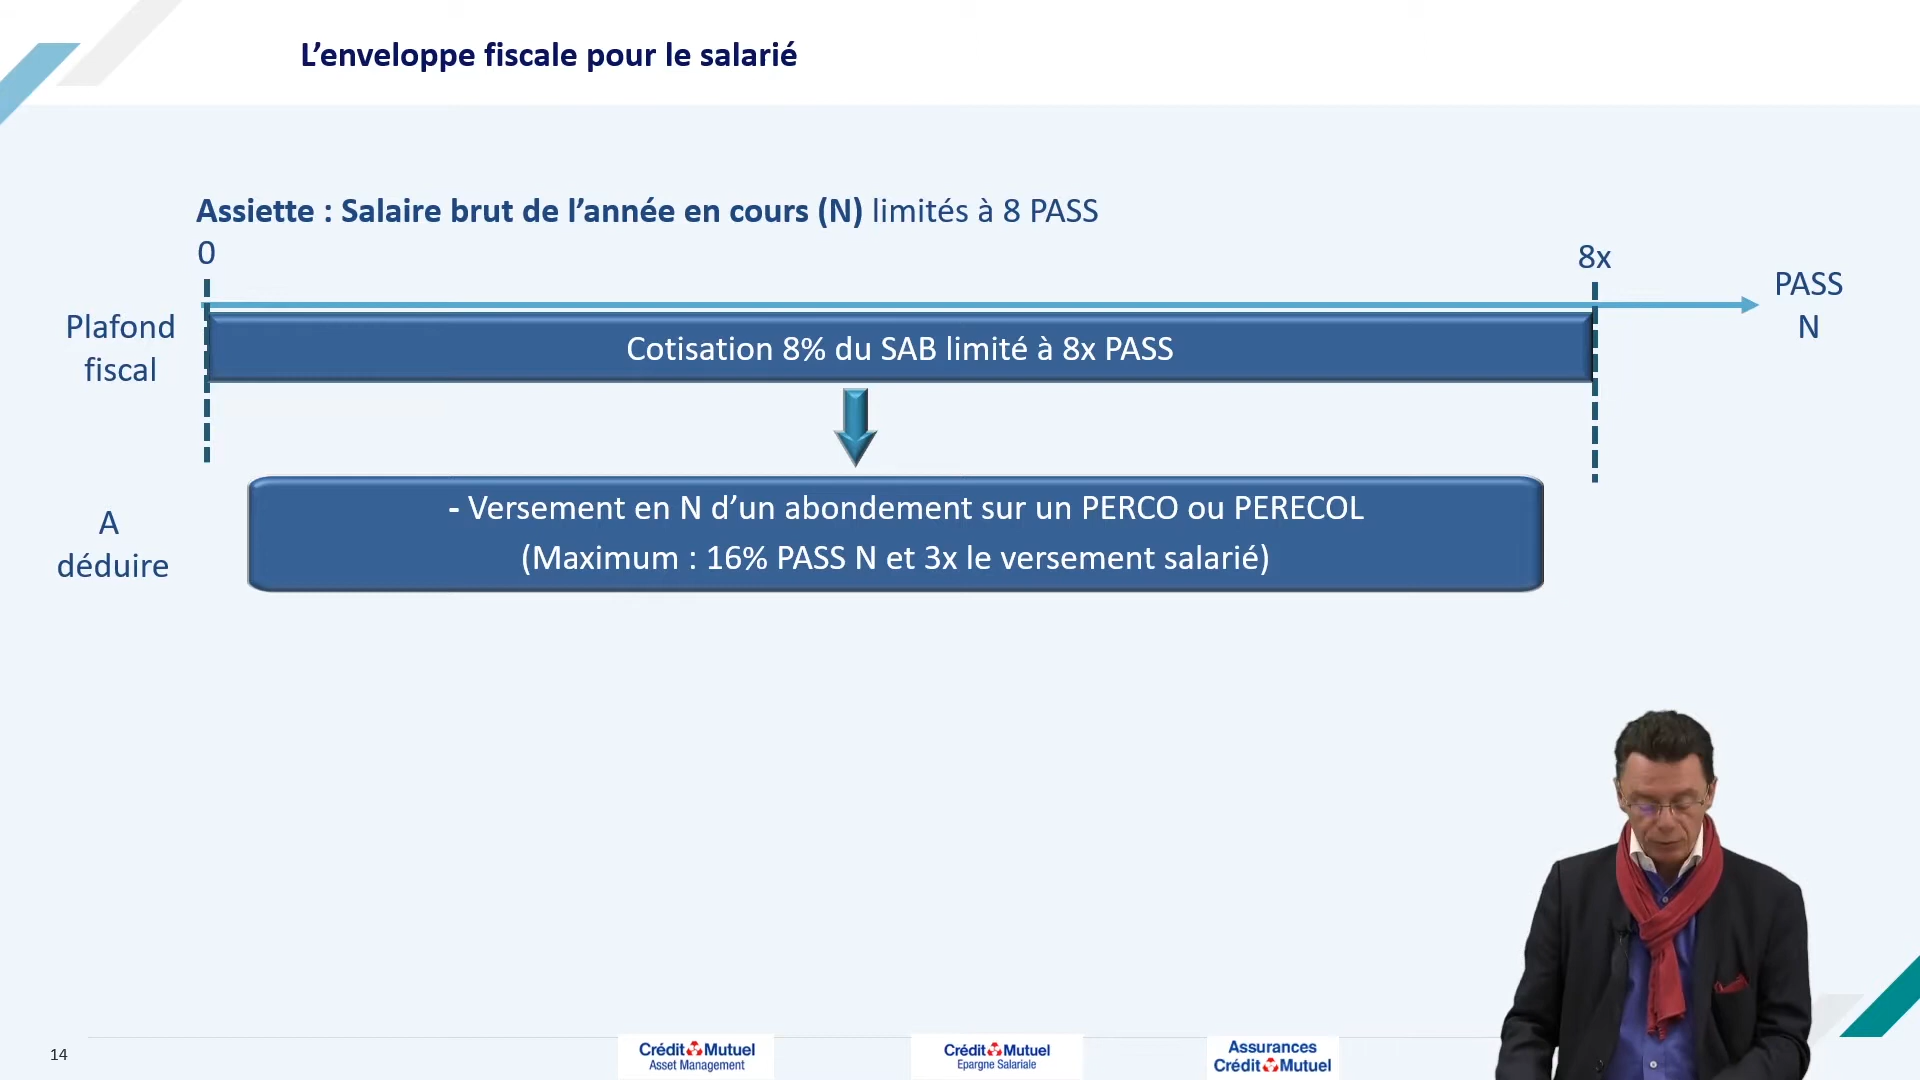 L’enveloppe fiscale pour le salarié
Assiette : Salaire brut de l’année en cours (N) limités à 8 PASS
0
8x
PASS
N
Plafond
fiscal
Cotisation 8% du SAB limité à 8x PASS
A
déduire
- Versement en N d’un abondement sur un PERCO ou PERECOL
(Maximum : 16% PASS N et 3x le versement salarié)
14
Crédit Mutuel
Asset Management
Crédit Mutuel
Epargne Salariale
Assurances
Crédit Mutuel